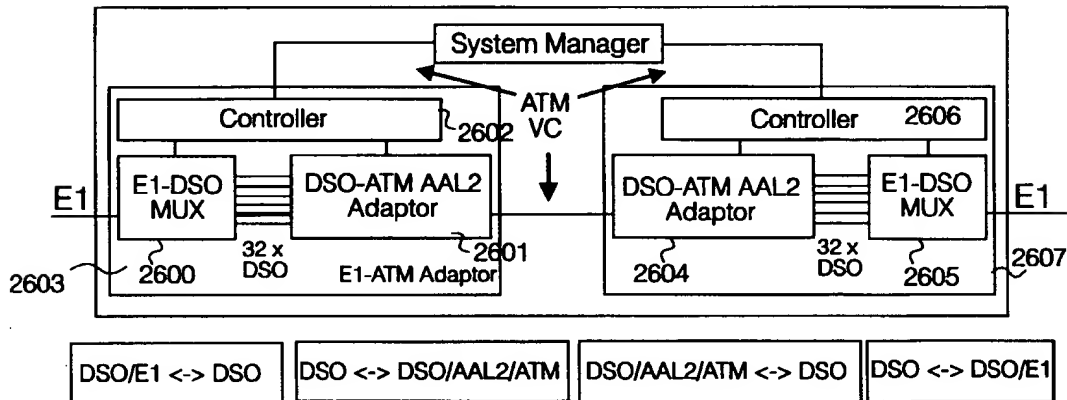 System Manager
ATM
VC
Controller
2602
Controller
2606
E1
E1-DSO
MUX
DSO-ATM AAL2
Adaptor
DSO-ATM AAL2
Adaptor
E1-DSO
MUX
E1
2603
2600
32 x
DSO
2601
E1-ATM Adaptor
2604
32 x
DSO
2605
2607
DSO/E1 <-> DSO
DSO <-> DSO/AAL2/ATM
DSO/AAL2/ATM <-> DSO
DSO <-> DSO/E1